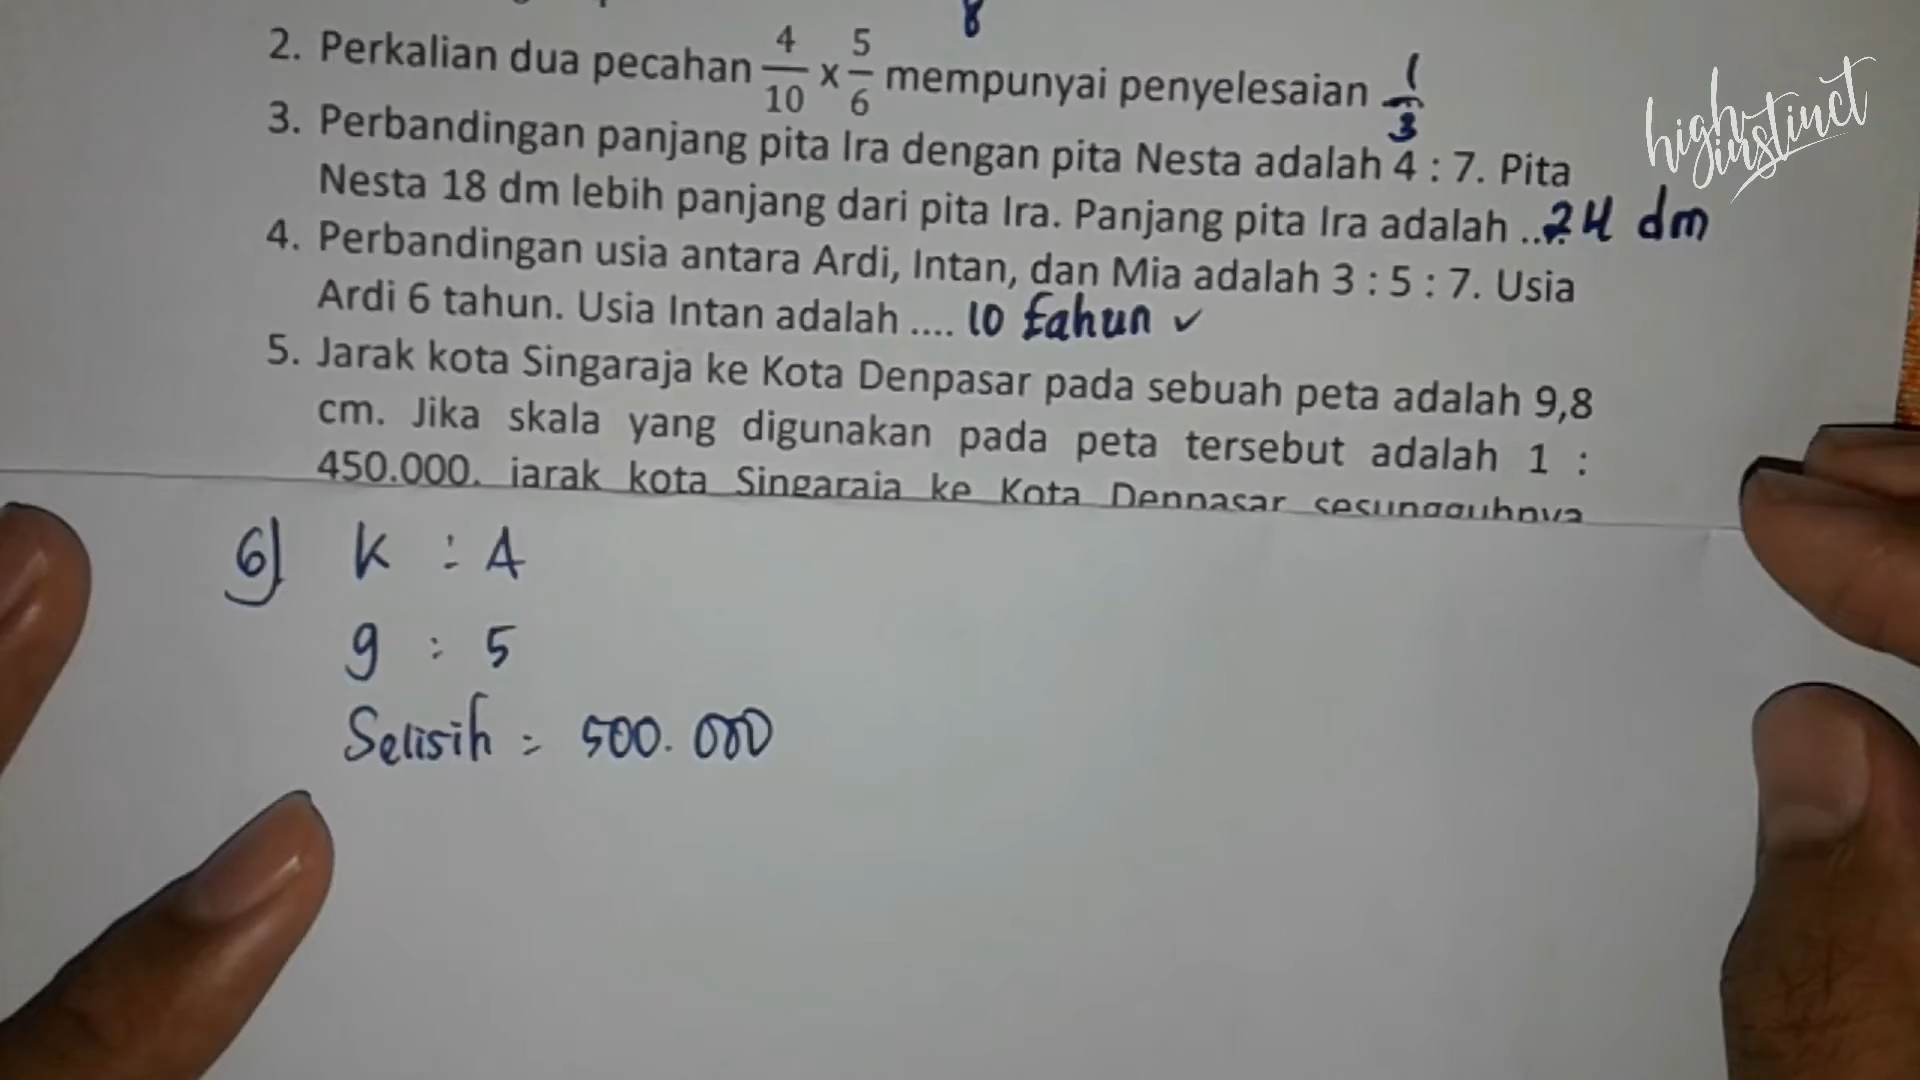 8
2. Perkalian dua pecahan 4/10 x 5/6 mempunyai penyelesaian 1/3
3. Perbandingan panjang pita Ira dengan pita Nesta adalah 4 : 7. Pita
Nesta 18 dm lebih panjang dari pita Ira. Panjang pita Ira adalah .... 24 dm
4. Perbandingan usia antara Ardi, Intan, dan Mia adalah 3 : 5 : 7. Usia
Ardi 6 tahun. Usia Intan adalah .... 10 tahun ✓
5. Jarak kota Singaraja ke Kota Denpasar pada sebuah peta adalah 9,8
cm. Jika skala yang digunakan pada peta tersebut adalah 1 :
450.000. jarak kota Singaraja ke Kota Denpasar sesungguhnya
6) K : 4
g : 5
Selisih = 500.000
high instinct